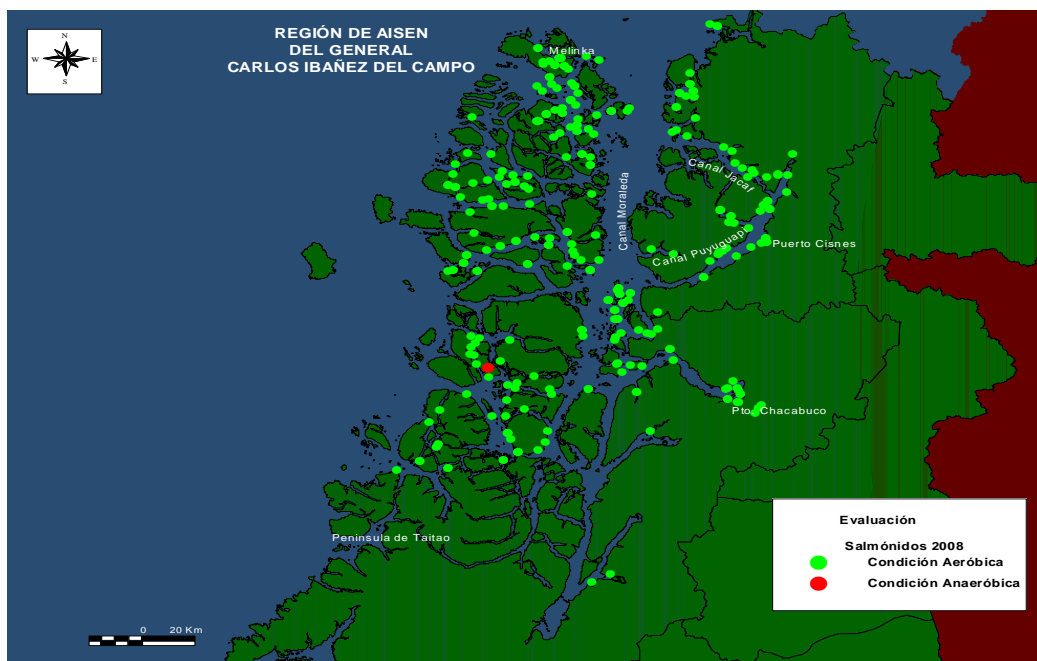 REGIÓN DE AISEN
DEL GENERAL
CARLOS IBAÑEZ DEL CAMPO
N
W E
S
Melinka
Canal Jacaf
Canal Moraleda
Canal Puyuguapi
Puerto Cisnes
Pto. Chacabuco
Peninsula de Taitao
Evaluación
Salmónidos 2008
Condición Aeróbica
Condición Anaeróbica
0 20 Km